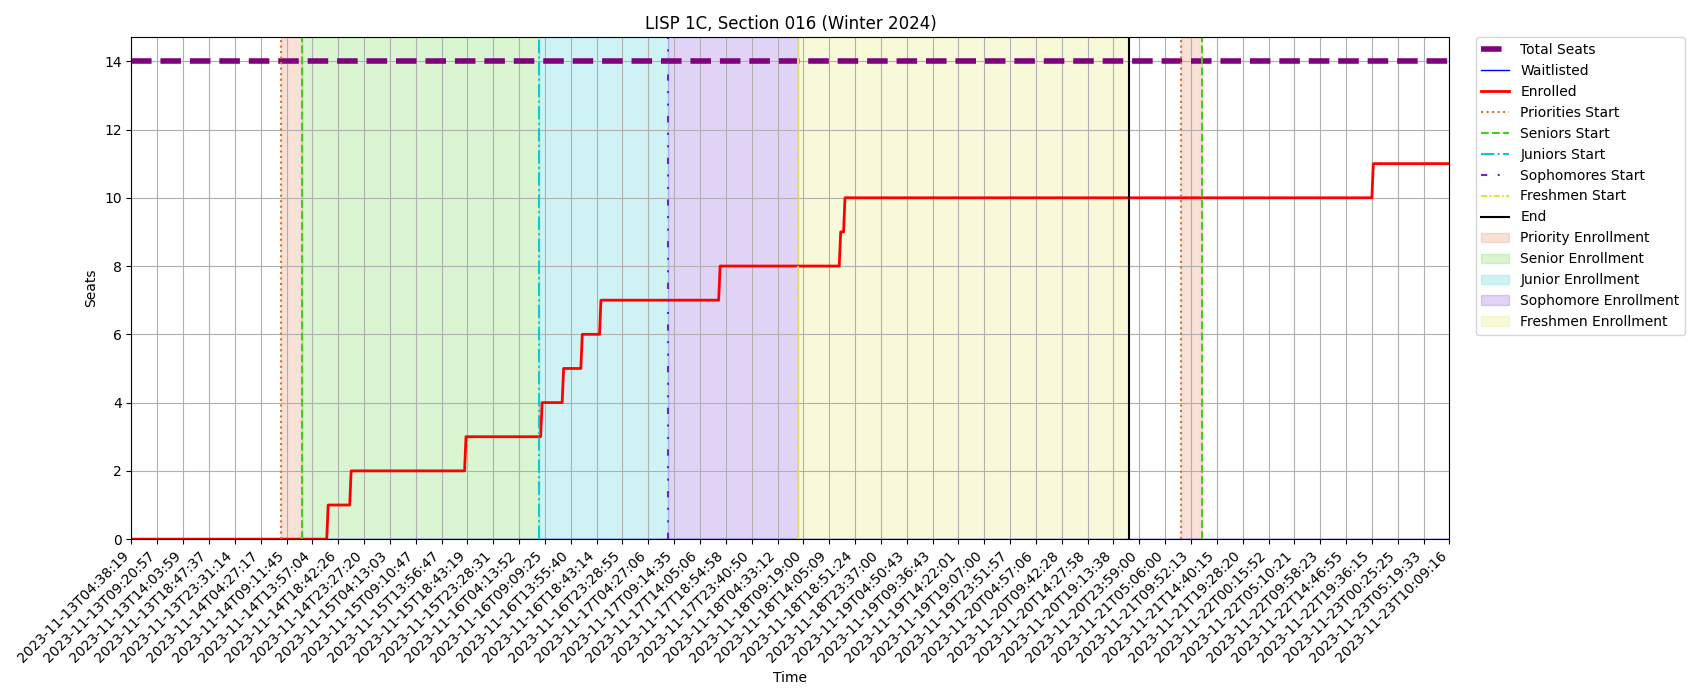 LISP 1C, Section 016 (Winter 2024)
Total Seats
Waitlisted
Enrolled
Priorities Start
Seniors Start
Juniors Start
Sophomores Start
Freshmen Start
End
Priority Enrollment
Senior Enrollment
Junior Enrollment
Sophomore Enrollment
Freshmen Enrollment
Seats
14
12
10
8
6
4
2
0
2023-11-13T04:38:19
2023-11-13T09:20:57
2023-11-13T14:03:59
2023-11-13T18:47:37
2023-11-13T23:31:14
2023-11-14T04:27:17
2023-11-14T09:11:45
2023-11-14T13:57:04
2023-11-14T18:42:26
2023-11-14T23:27:20
2023-11-15T04:13:03
2023-11-15T09:10:47
2023-11-15T13:56:47
2023-11-15T18:43:19
2023-11-15T23:28:31
2023-11-16T04:13:52
2023-11-16T09:09:25
2023-11-16T13:55:40
2023-11-16T18:43:14
2023-11-16T23:28:55
2023-11-17T04:27:06
2023-11-17T09:14:35
2023-11-17T14:05:06
2023-11-17T18:54:58
2023-11-17T23:40:50
2023-11-18T04:33:12
2023-11-18T09:19:00
2023-11-18T14:05:09
2023-11-18T18:51:24
2023-11-18T23:37:00
2023-11-19T04:50:43
2023-11-19T09:36:43
2023-11-19T14:22:01
2023-11-19T19:07:00
2023-11-19T23:51:57
2023-11-20T04:57:06
2023-11-20T09:42:28
2023-11-20T14:27:58
2023-11-20T19:13:38
2023-11-20T23:59:00
2023-11-21T05:06:00
2023-11-21T09:52:13
2023-11-21T14:40:15
2023-11-21T19:28:20
2023-11-22T00:15:52
2023-11-22T05:10:21
2023-11-22T09:58:23
2023-11-22T14:46:55
2023-11-22T19:36:15
2023-11-23T00:25:25
2023-11-23T05:19:33
2023-11-23T10:09:16
Time